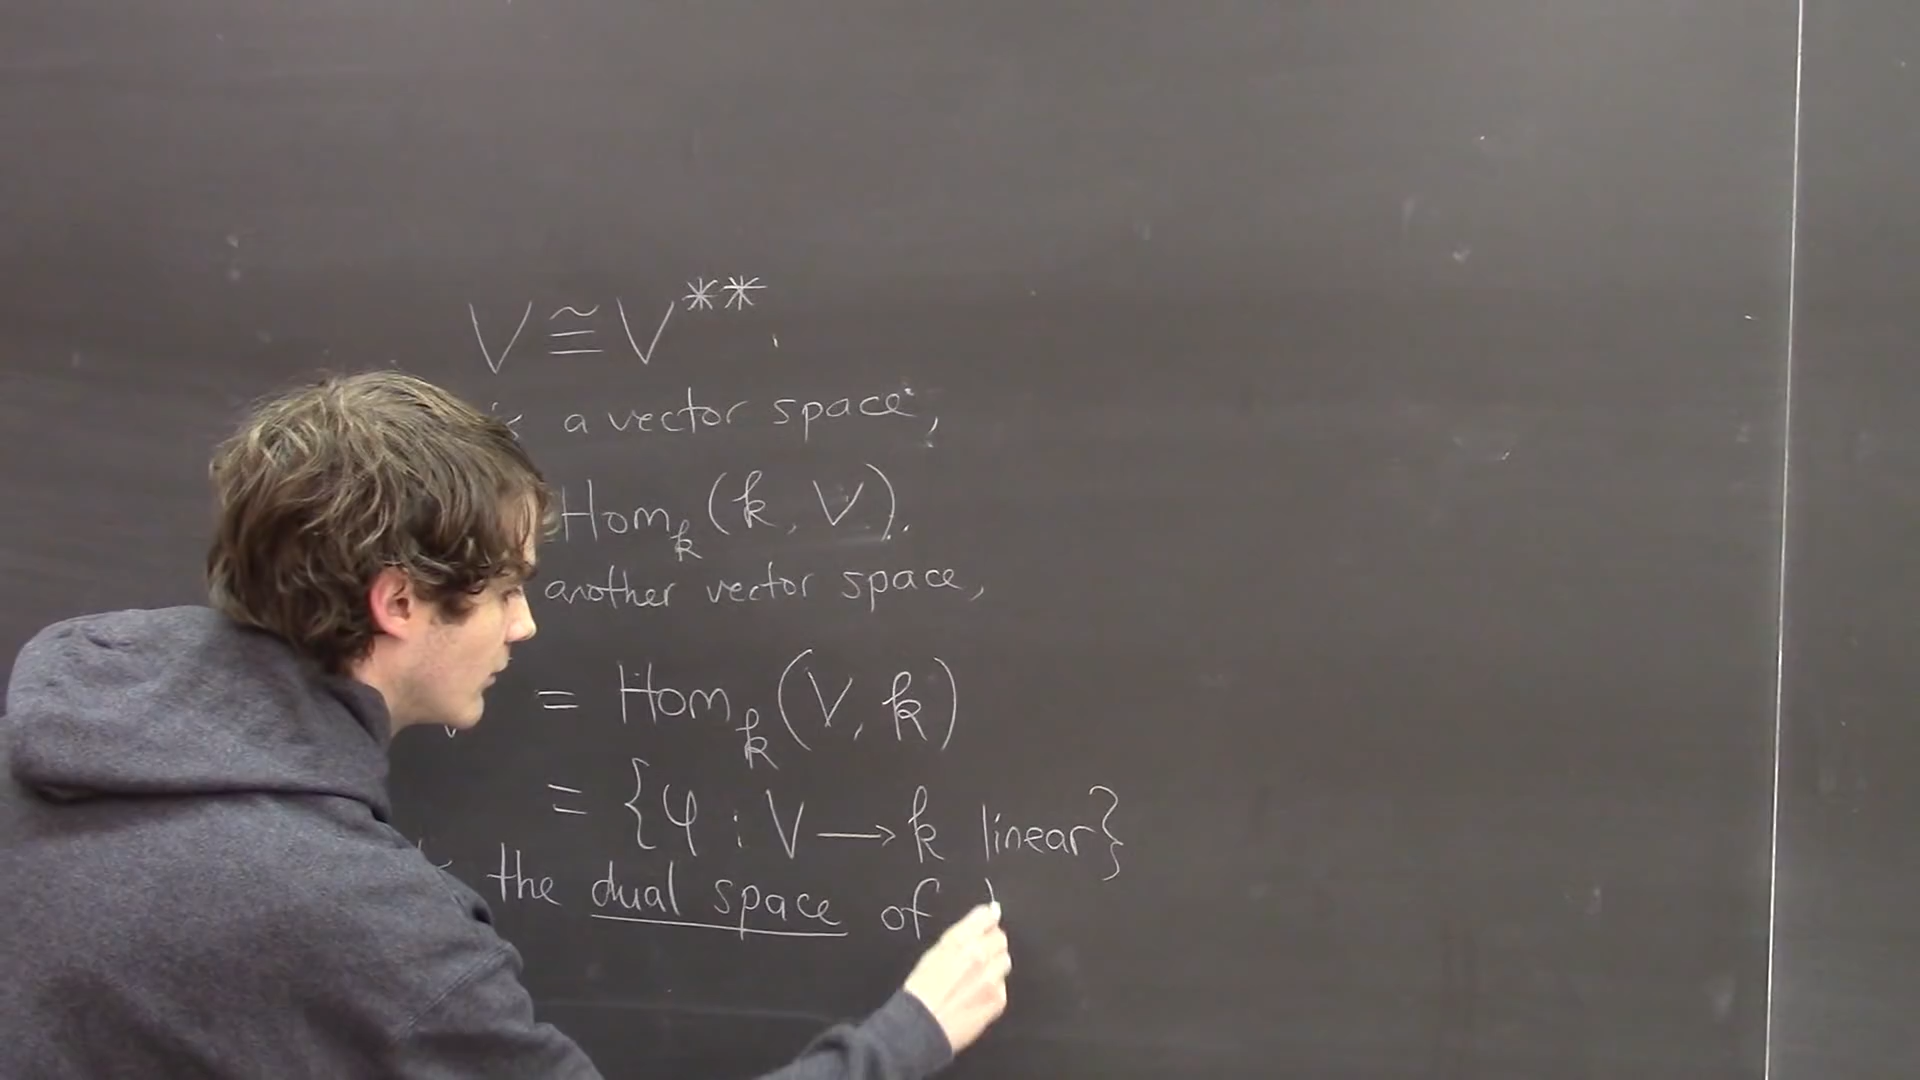 V ≅ V**.
a vector space,
Hom_k (k, V).
another vector space,
= Hom_k (V, k)
= {φ : V → k linear}
the dual space of